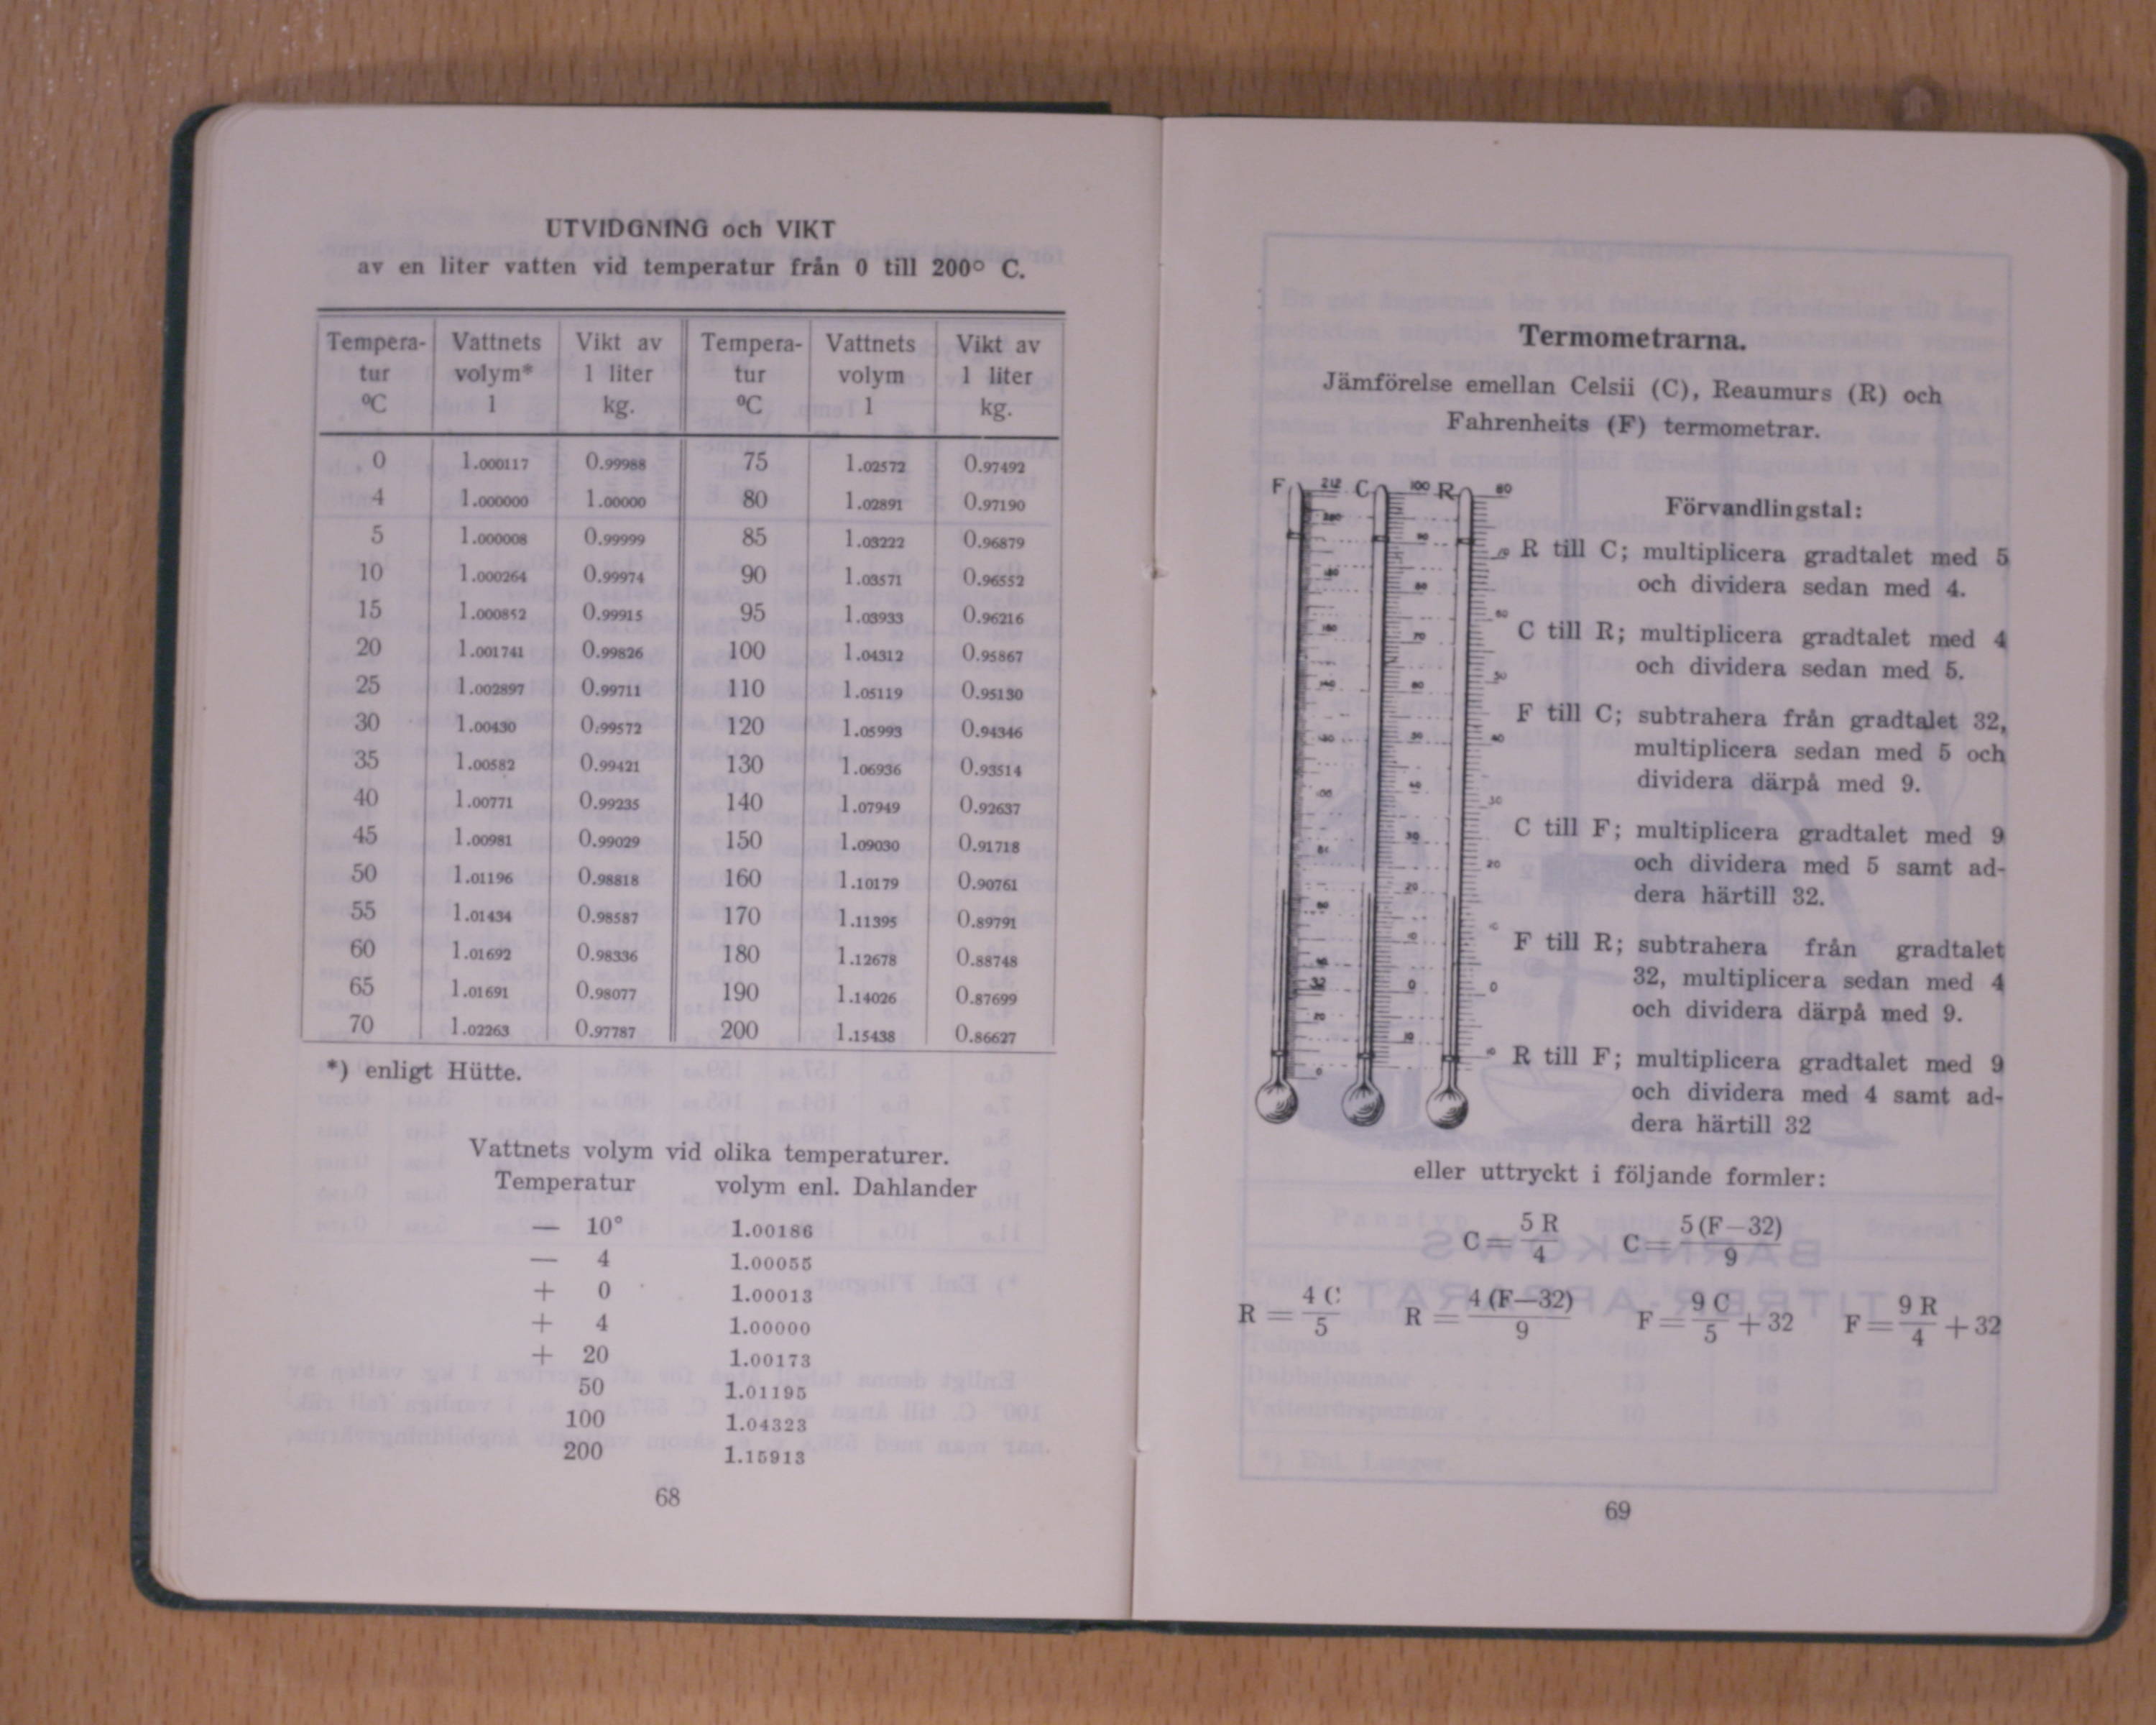 UTVIDGNING och VIKT
av en liter vatten vid temperatur från 0 till 200° C.
Tempera- Vattnets Vikt av Tempera- Vattnets Vikt av
tur volym* 1 liter tur volym 1 liter
°C 1 kg. °C 1 kg.
0 1.000117 0.99988 75 1.02572 0.97492
4 1.000000 1.00000 80 1.02891 0.97190
5 1.000008 0.99999 85 1.03222 0.96879
10 1.000264 0.99974 90 1.03571 0.96552
15 1.000852 0.99915 95 1.03933 0.96216
20 1.001741 0.99826 100 1.04312 0.95867
25 1.002897 0.99711 110 1.05119 0.95130
30 1.00430 0.99572 120 1.05993 0.94346
35 1.00582 0.99421 130 1.06936 0.93514
40 1.00771 0.99235 140 1.07949 0.92637
45 1.00981 0.99029 150 1.09030 0.91718
50 1.01196 0.98818 160 1.10179 0.90761
55 1.01434 0.98587 170 1.11395 0.89791
60 1.01692 0.98336 180 1.12678 0.88748
65 1.01691 0.98077 190 1.14026 0.87699
70 1.02263 0.97787 200 1.15438 0.86627
*) enligt Hütte.
Vattnets volym vid olika temperaturer.
Temperatur volym enl. Dahlander
— 10° 1.00186
— 4 1.00055
+ 0 1.00013
+ 4 1.00000
+ 20 1.00173
50 1.01195
100 1.04323
200 1.15913
68
Termometrarna.
Jämförelse emellan Celsii (C), Reaumurs (R) och
Fahrenheits (F) termometrar.
F 212 C 100 R 80
Förvandlingstal:
R till C; multiplicera gradtalet med 5
och dividera sedan med 4.
C till R; multiplicera gradtalet med 4
och dividera sedan med 5.
F till C; subtrahera från gradtalet 32,
multiplicera sedan med 5 och
dividera därpå med 9.
C till F; multiplicera gradtalet med 9
och dividera med 5 samt ad-
dera härtill 32.
F till R; subtrahera från gradtalet
32, multiplicera sedan med 4
och dividera därpå med 9.
R till F; multiplicera gradtalet med 9
och dividera med 4 samt ad-
dera härtill 32
eller uttryckt i följande formler:
C = 5 R / 4 C = 5 (F—32) / 9
R = 4 C / 5 R = 4 (F—32) / 9 F = 9 C / 5 + 32 F = 9 R / 4 + 32
69